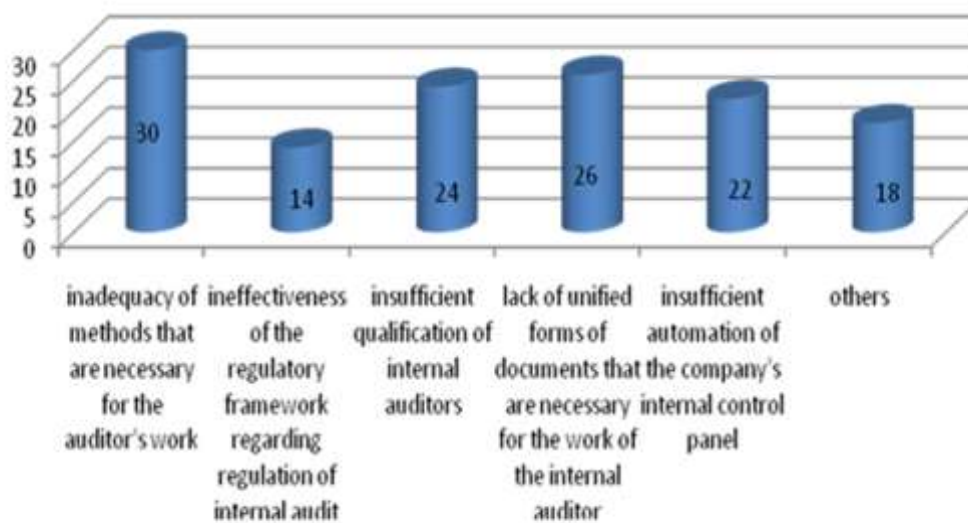 30
25
20
15
10
5
0
30
14
24
26
22
18
inadequacy of
methods that
are necessary
for the
auditor's work
ineffectiveness
of the
regulatory
framework
regarding
regulation of
internal audit
insufficient
qualification of
internal
auditors
lack of unified
forms of
documents that
are necessary
for the work of
the internal
auditor
insufficient
automation of
the company's
internal control
panel
others